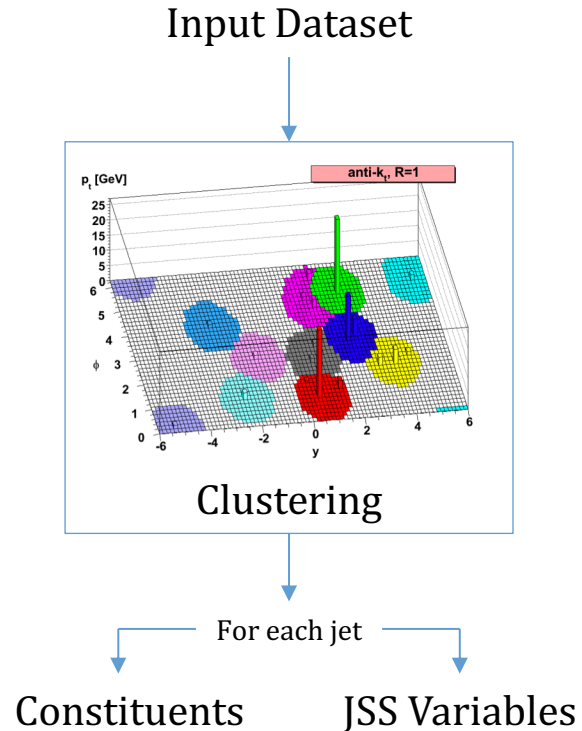 Input Dataset
anti-kt, R=1
pt [GeV]
25
20
15
10
5
0
6
5
4
3
2
1
0
ϕ
-6 -4 -2 0 2 4 6
y
Clustering
For each jet
Constituents JSS Variables